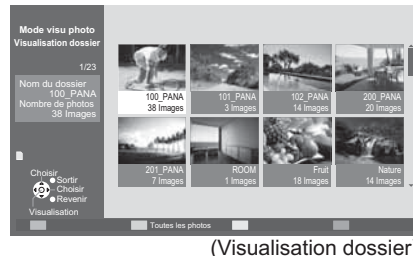 Mode visu photo
Visualisation dossier
1/23
Nom du dossier
100_PANA
Nombre de photos
38 Images
Choisir
Sortir
Choisir
Revenir
Visualisation
100_PANA
38 Images
101_PANA
3 Images
102_PANA
14 Images
200_PANA
20 Images
201_PANA
7 Images
ROOM
1 Images
Fruit
18 Images
Nature
14 Images
Toutes les photos
(Visualisation dossier